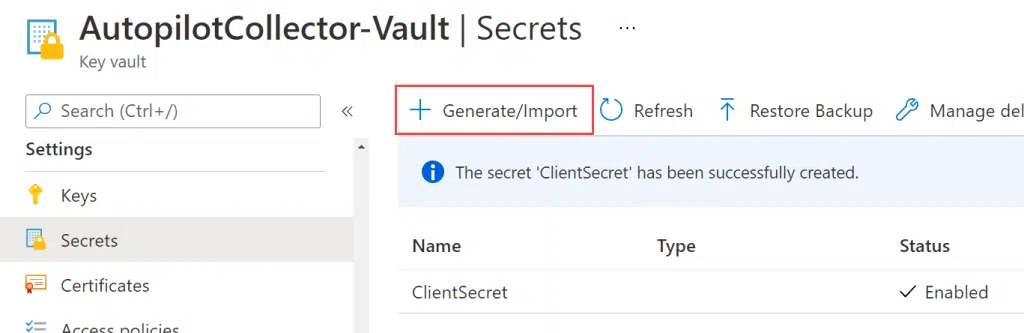 AutopilotCollector-Vault | Secrets ...
Key vault
Search (Ctrl+/) «
+ Generate/Import Refresh Restore Backup Manage del
Settings
The secret 'ClientSecret' has been successfully created.
Keys
Secrets
Name Type Status
Certificates
ClientSecret Enabled
Access policies